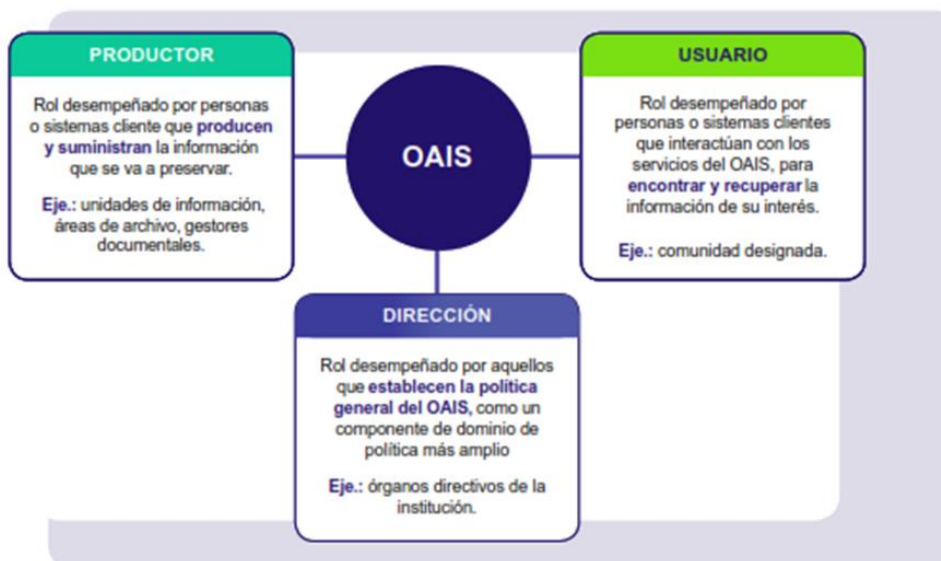 PRODUCTOR
Rol desempeñado por personas
o sistemas cliente que producen
y suministran la información
que se va a preservar.
Eje.: unidades de información,
áreas de archivo, gestores
documentales.
OAIS
USUARIO
Rol desempeñado por
personas o sistemas clientes
que interactúan con los
servicios del OAIS, para
encontrar y recuperar la
información de su interés.
Eje.: comunidad designada.
DIRECCIÓN
Rol desempeñado por aquellos
que establecen la política
general del OAIS, como un
componente de dominio de
política más amplio
Eje.: órganos directivos de la
institución.